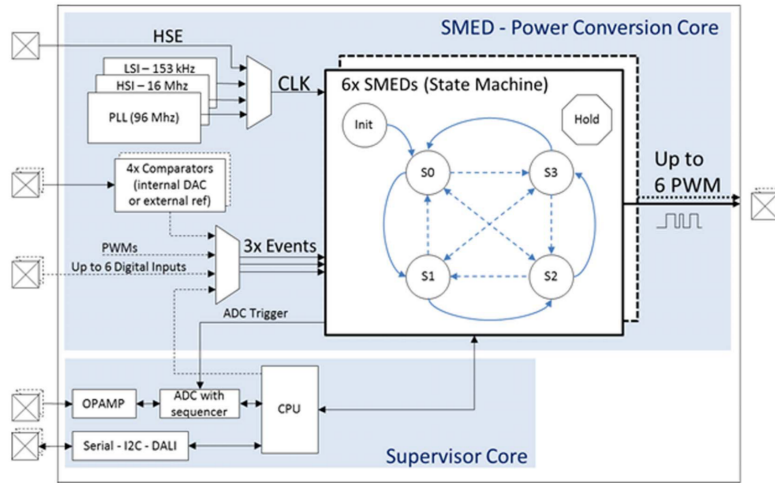 SMED - Power Conversion Core
HSE
LSI – 153 kHz
HSI – 16 Mhz
PLL (96 Mhz)
CLK
6x SMEDs (State Machine)
Init
Hold
S0
S3
S1
S2
Up to
6 PWM
4x Comparators
(internal DAC
or external ref)
PWMs
3x Events
Up to 6 Digital Inputs
ADC Trigger
OPAMP
ADC with
sequencer
CPU
Serial - I2C - DALI
Supervisor Core